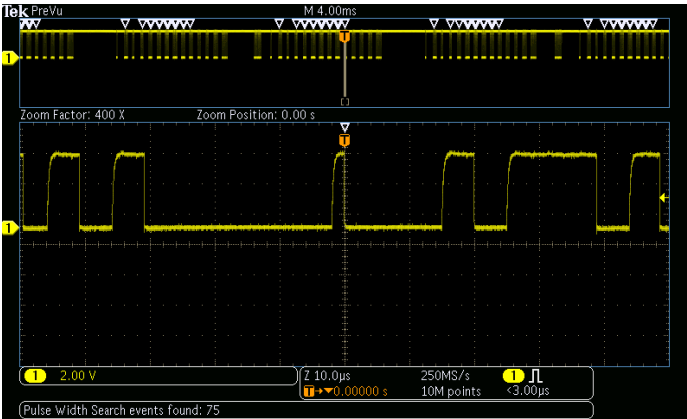 Tek PreVu M 4.00ms
T
1
Zoom Factor: 400 X Zoom Position: 0.00 s
T
1
1 2.00 V Z 10.0µs 250MS/s 1
T→▼0.00000 s 10M points <3.00µs
Pulse Width Search events found: 75